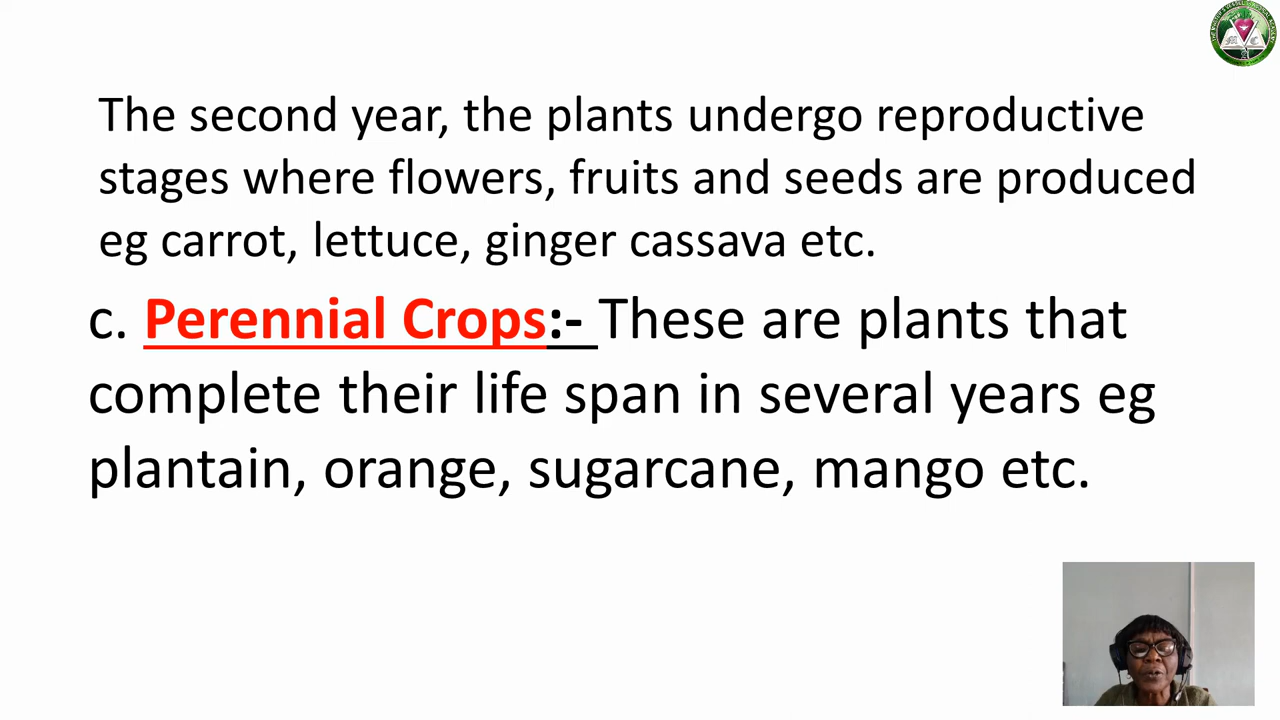 The second year, the plants undergo reproductive
stages where flowers, fruits and seeds are produced
eg carrot, lettuce, ginger cassava etc.
c. Perennial Crops:- These are plants that
complete their life span in several years eg
plantain, orange, sugarcane, mango etc.